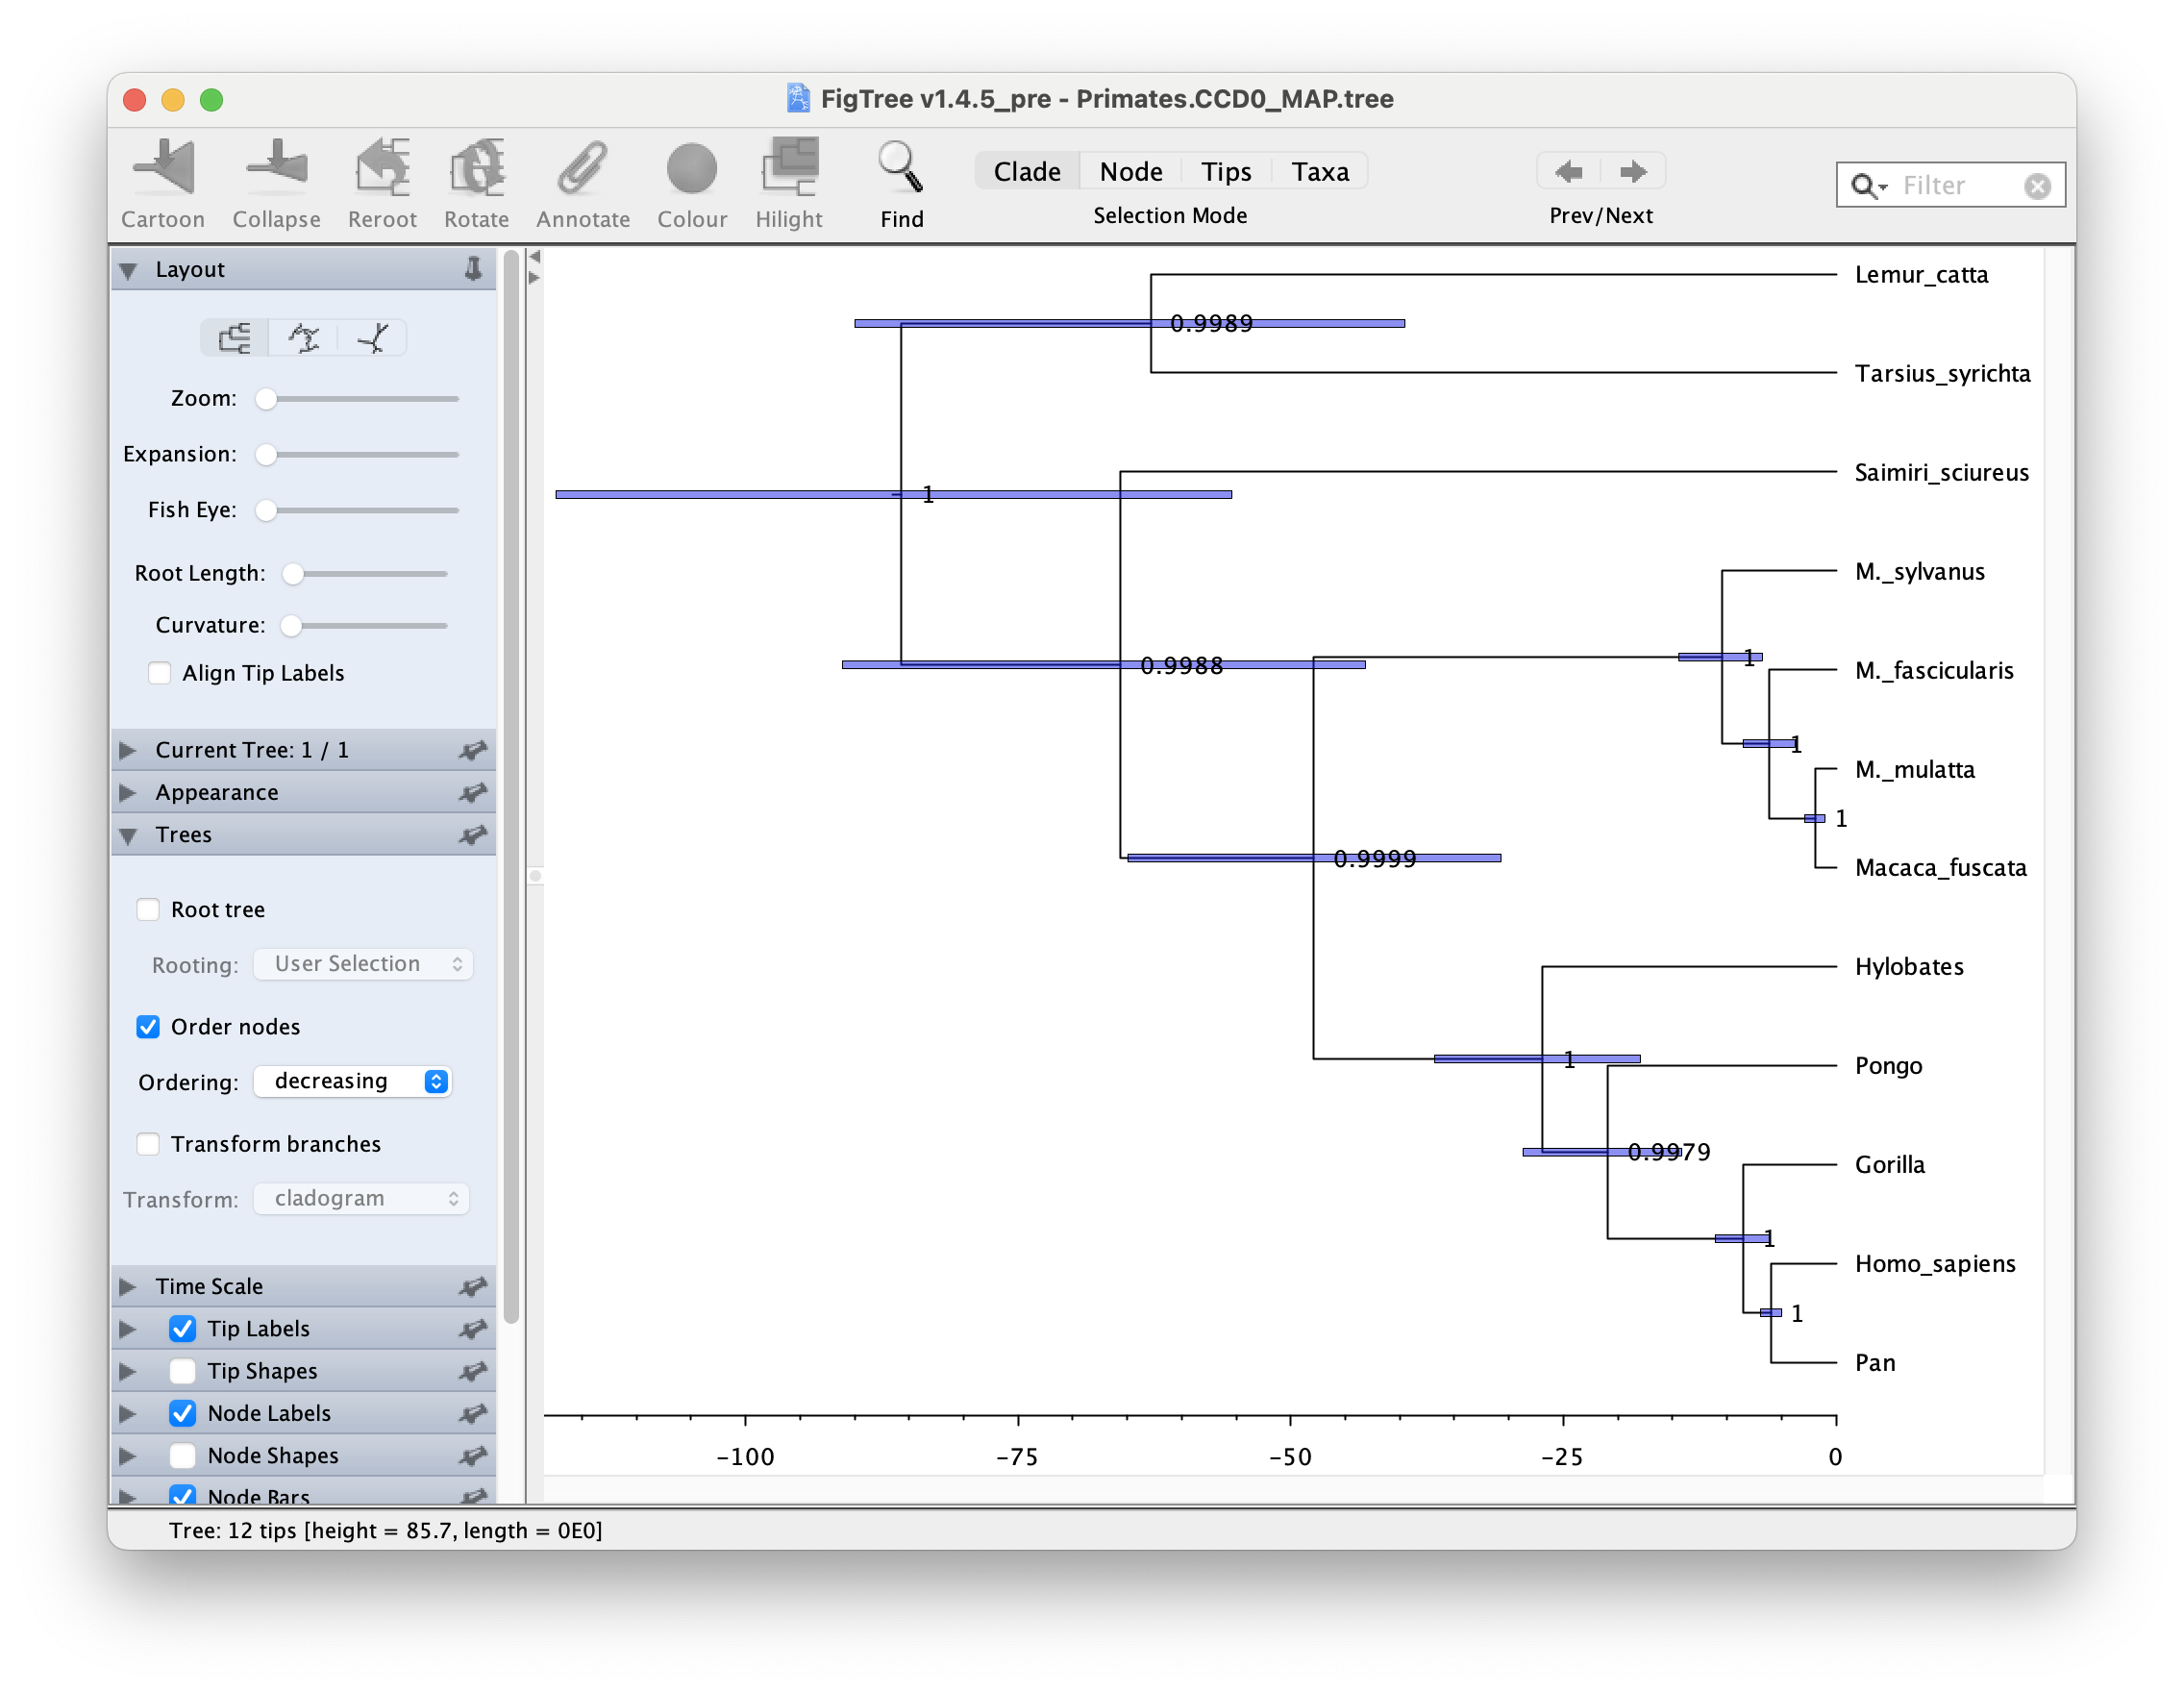 FigTree v1.4.5_pre - Primates.CCD0_MAP.tree
Cartoon Collapse Reroot Rotate Annotate Colour Hilight Find
Clade Node Tips Taxa
Selection Mode
Prev/Next
Filter
Layout
Zoom:
Expansion:
Fish Eye:
Root Length:
Curvature:
Align Tip Labels
Current Tree: 1 / 1
Appearance
Trees
Root tree
Rooting: User Selection
Order nodes
Ordering: decreasing
Transform branches
Transform: cladogram
Time Scale
Tip Labels
Tip Shapes
Node Labels
Node Shapes
Node Bars
Lemur_catta
0.9989
Tarsius_syrichta
Saimiri_sciureus
1
M._sylvanus
1
0.9988
M._fascicularis
1
M._mulatta
1
0.9999
Macaca_fuscata
Hylobates
1
Pongo
0.9979
Gorilla
1
Homo_sapiens
1
Pan
-100 -75 -50 -25 0
Tree: 12 tips [height = 85.7, length = 0E0]